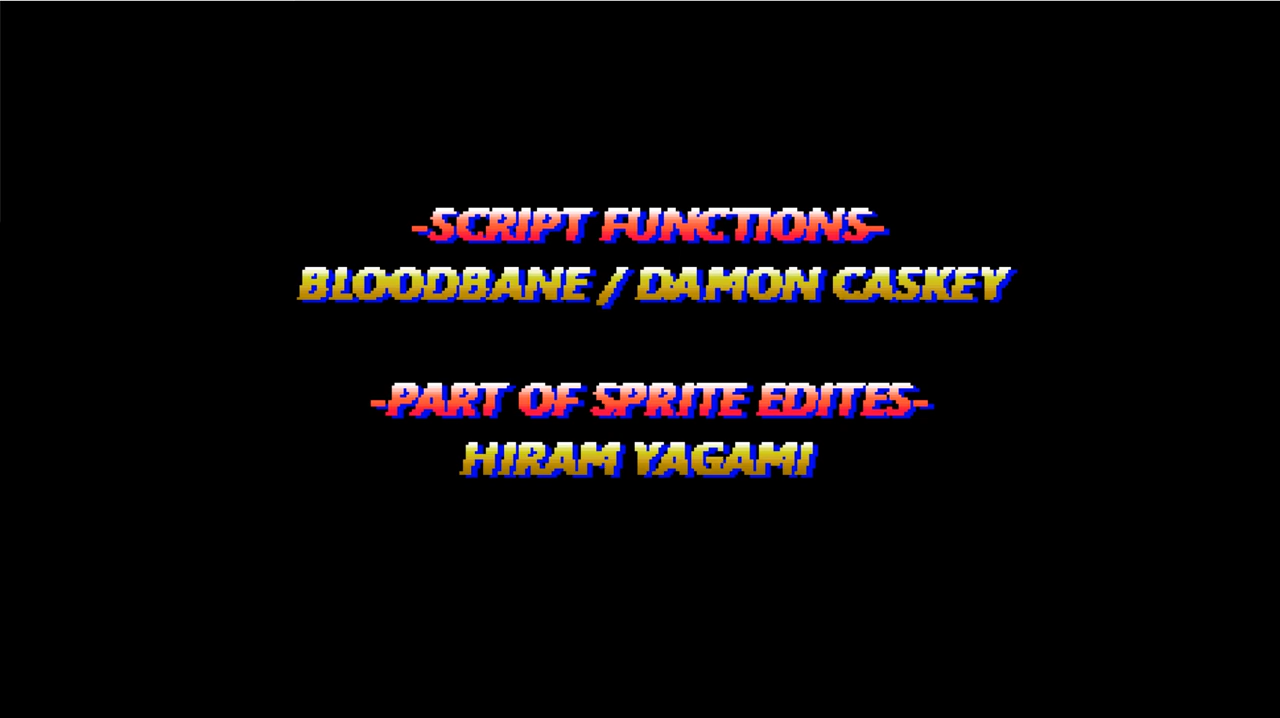 -SCRIPT FUNCTIONS-
BLOODBANE / DAMON CASKEY
-PART OF SPRITE EDITES-
HIRAM YAGAMI